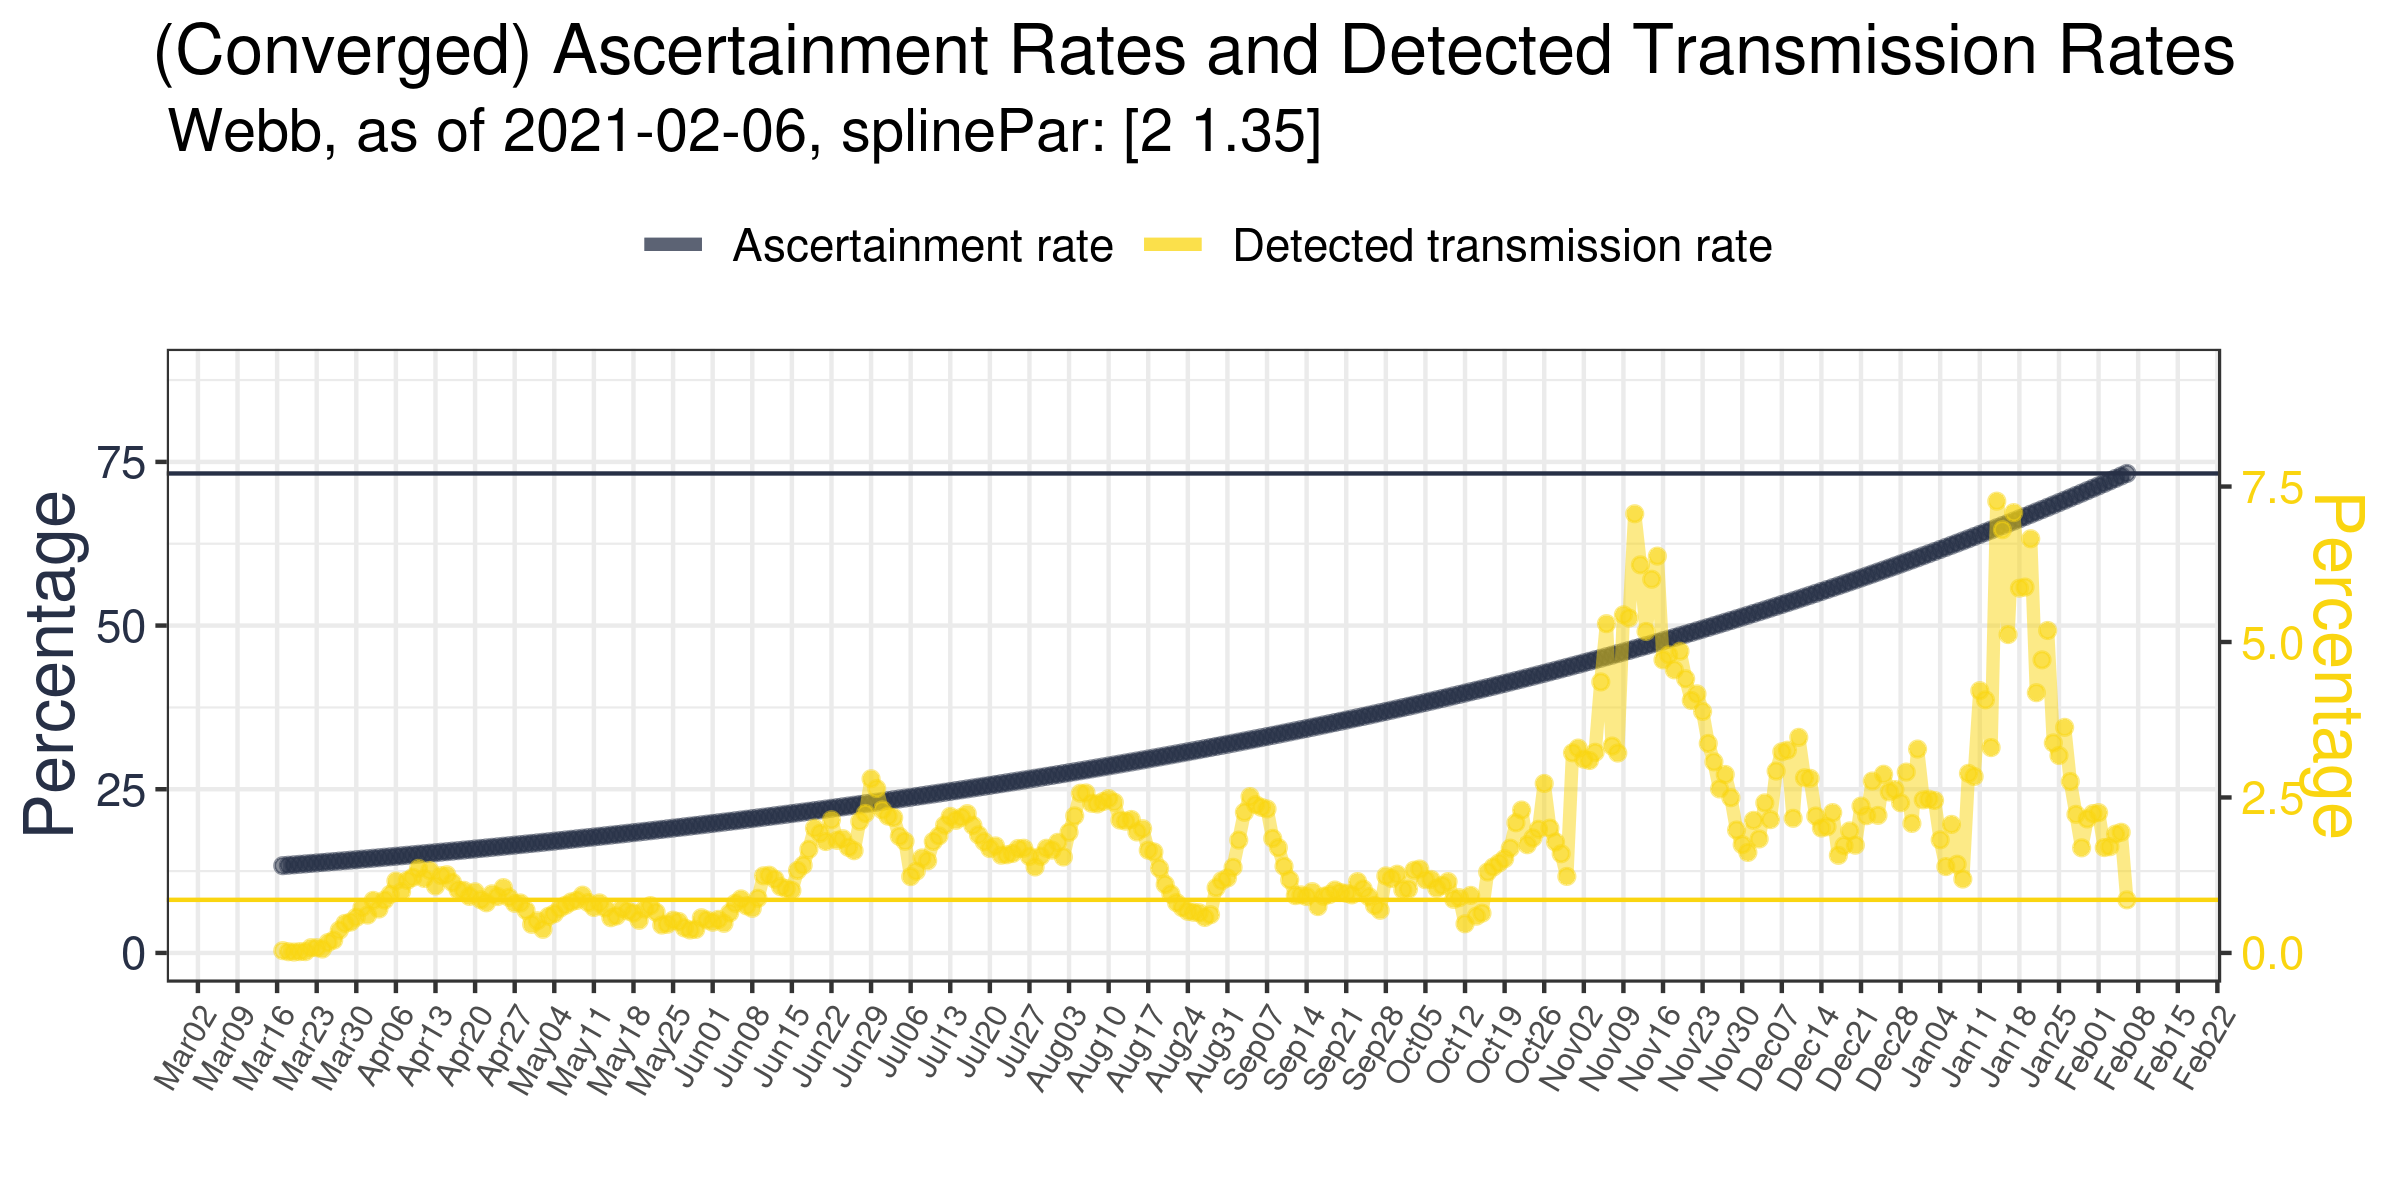 (Converged) Ascertainment Rates and Detected Transmission Rates
Webb, as of 2021-02-06, splinePar: [2 1.35]
Ascertainment rate
Detected transmission rate
Percentage
75
50
25
0
7.5
5.0
2.5
0.0
Percentage
Mar02
Mar09
Mar16
Mar23
Mar30
Apr06
Apr13
Apr20
Apr27
May04
May11
May18
May25
Jun01
Jun08
Jun15
Jun22
Jun29
Jul06
Jul13
Jul20
Jul27
Aug03
Aug10
Aug17
Aug24
Aug31
Sep07
Sep14
Sep21
Sep28
Oct05
Oct12
Oct19
Oct26
Nov02
Nov09
Nov16
Nov23
Nov30
Dec07
Dec14
Dec21
Dec28
Jan04
Jan11
Jan18
Jan25
Feb01
Feb08
Feb15
Feb22